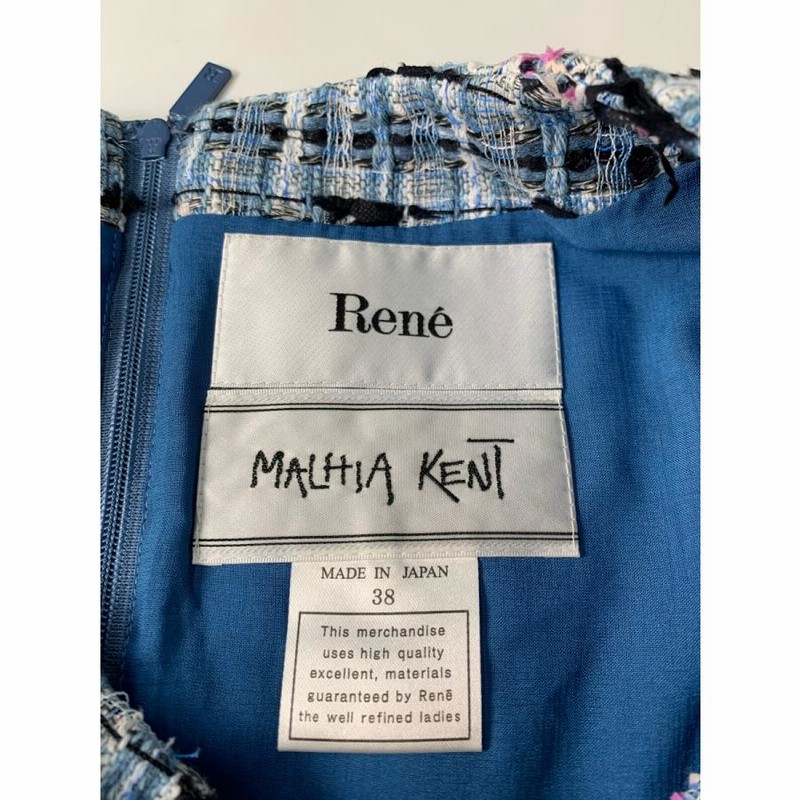 René
MALHIA KENT
MADE IN JAPAN
38
This merchandise
uses high quality
excellent, materials
guaranteed by René
the well refined ladies